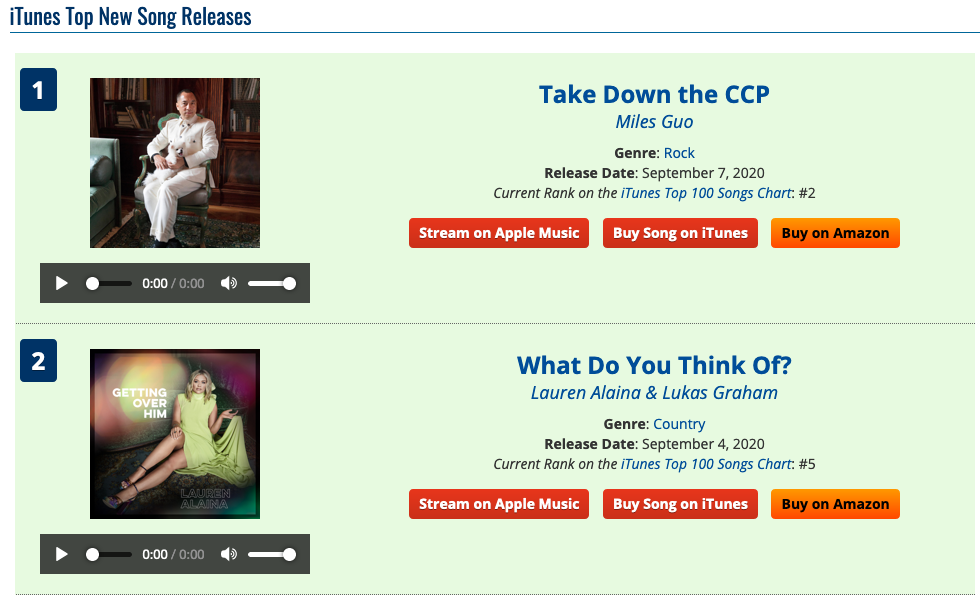 iTunes Top New Song Releases
1
Take Down the CCP
Miles Guo
Genre: Rock
Release Date: September 7, 2020
Current Rank on the iTunes Top 100 Songs Chart: #2
Stream on Apple Music Buy Song on iTunes Buy on Amazon
0:00 / 0:00
2
What Do You Think Of?
Lauren Alaina & Lukas Graham
GETTING
OVER
HIM
Genre: Country
Release Date: September 4, 2020
Current Rank on the iTunes Top 100 Songs Chart: #5
LAUREN
ALAINA
Stream on Apple Music Buy Song on iTunes Buy on Amazon
0:00 / 0:00